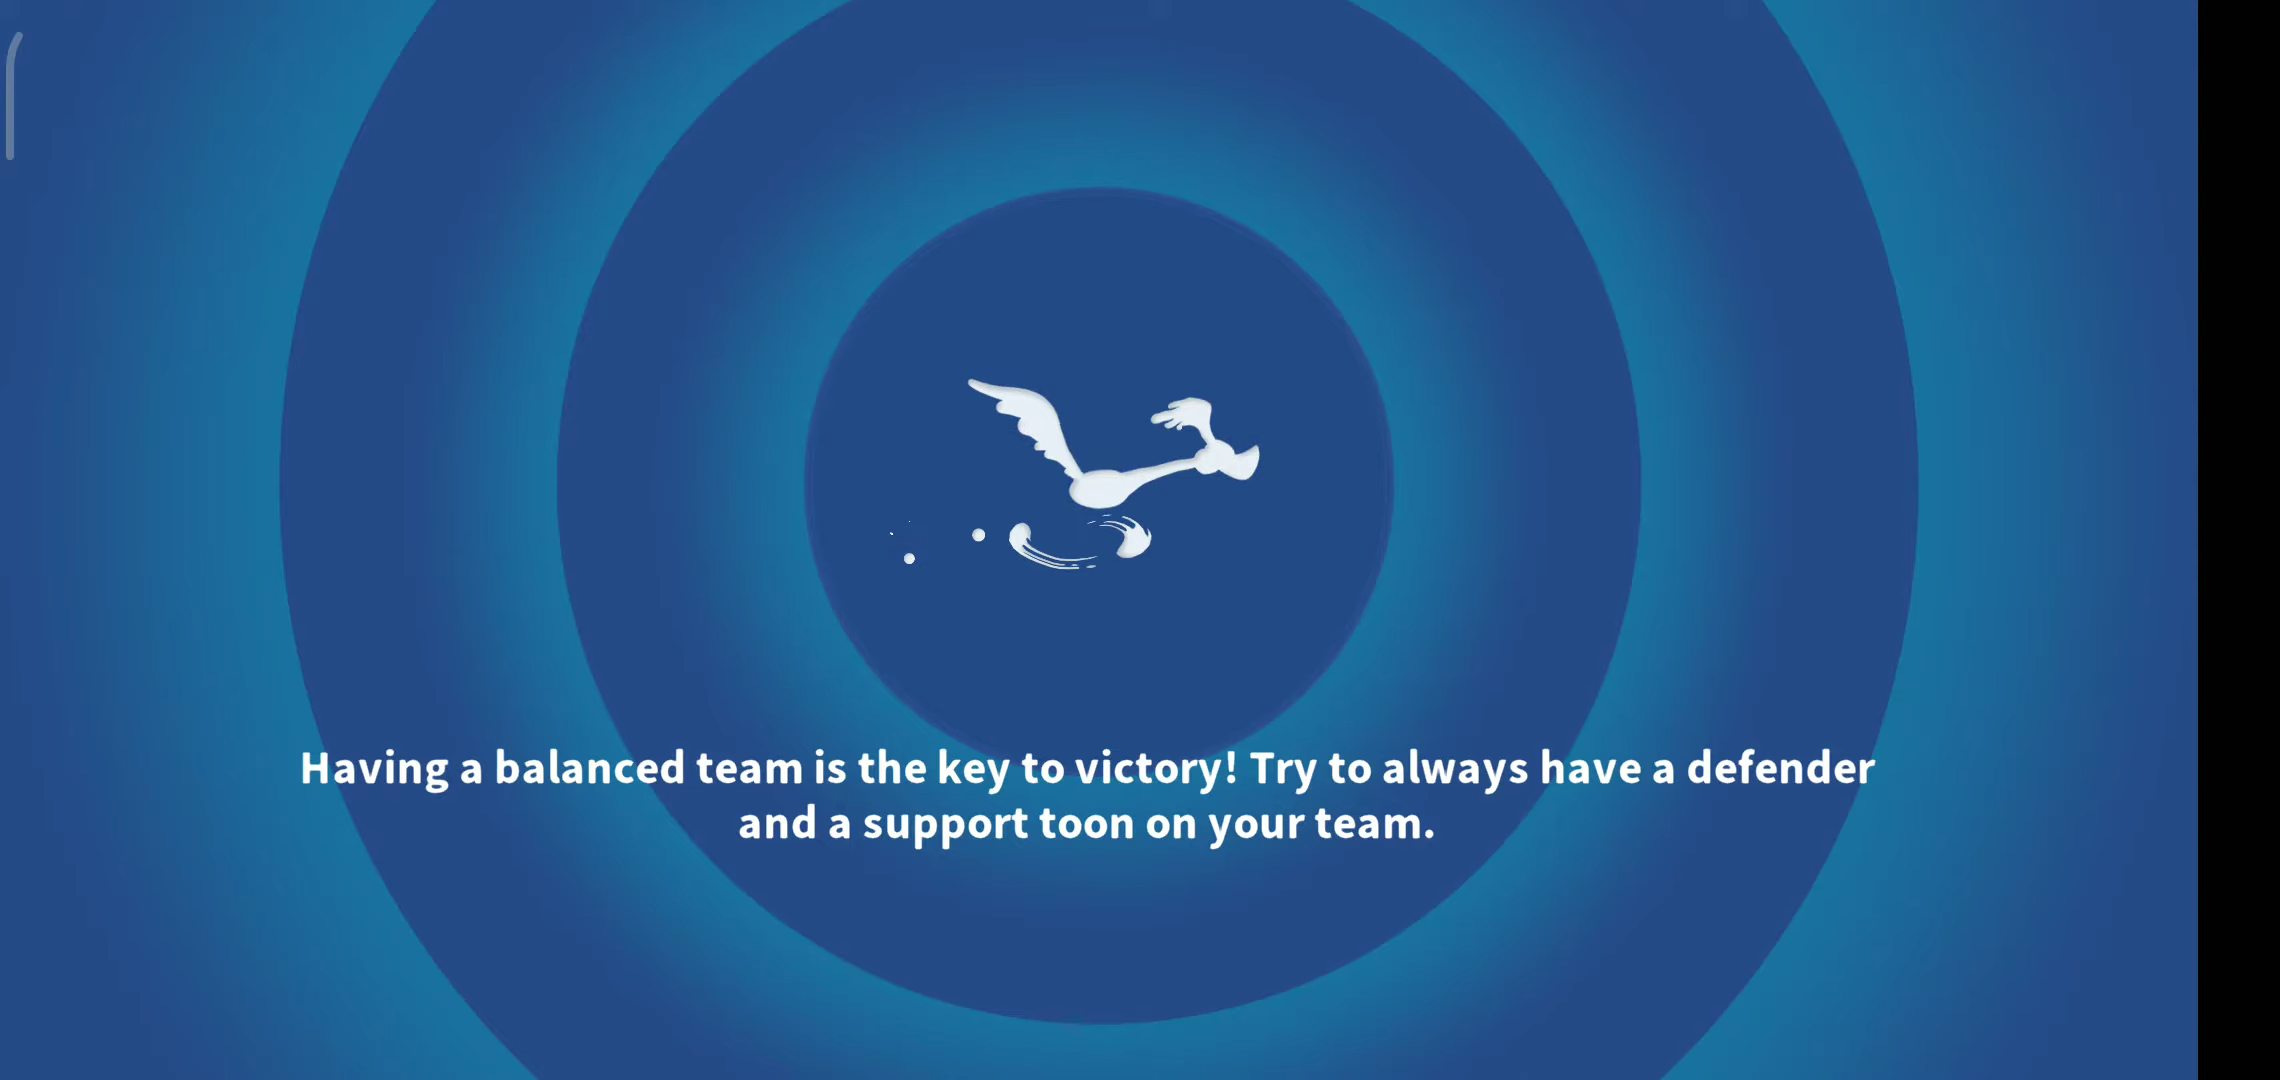 Having a balanced team is the key to victory! Try to always have a defender
and a support toon on your team.